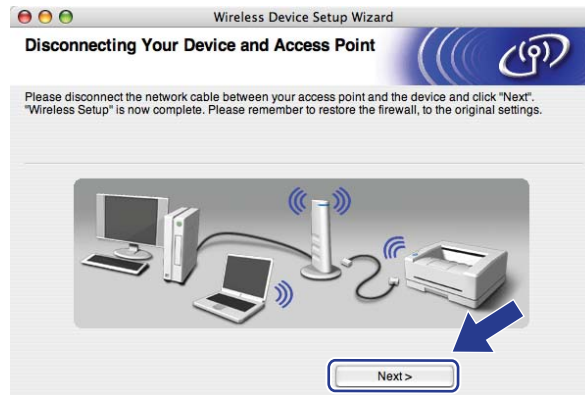 Wireless Device Setup Wizard
Disconnecting Your Device and Access Point
Please disconnect the network cable between your access point and the device and click "Next".
"Wireless Setup" is now complete. Please remember to restore the firewall, to the original settings.
Next >